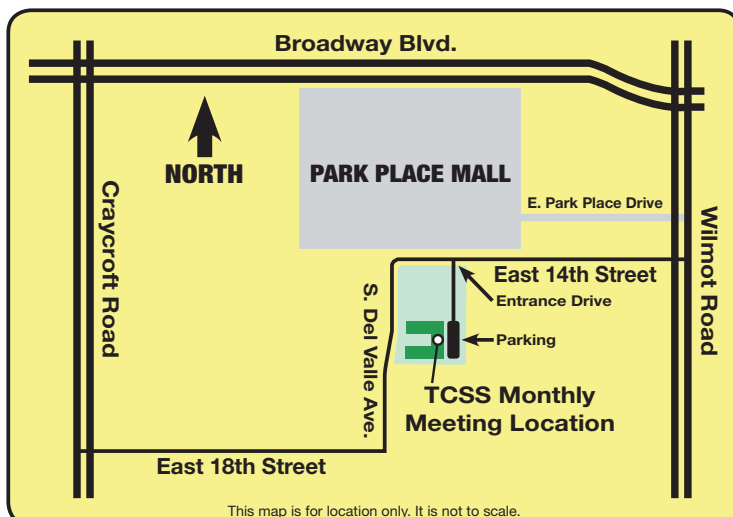 Broadway Blvd.
NORTH
PARK PLACE MALL
Craycroft Road
E. Park Place Drive
Wilmot Road
East 14th Street
S. Del Valle Ave.
Entrance Drive
Parking
TCSS Monthly
Meeting Location
East 18th Street
This map is for location only. It is not to scale.